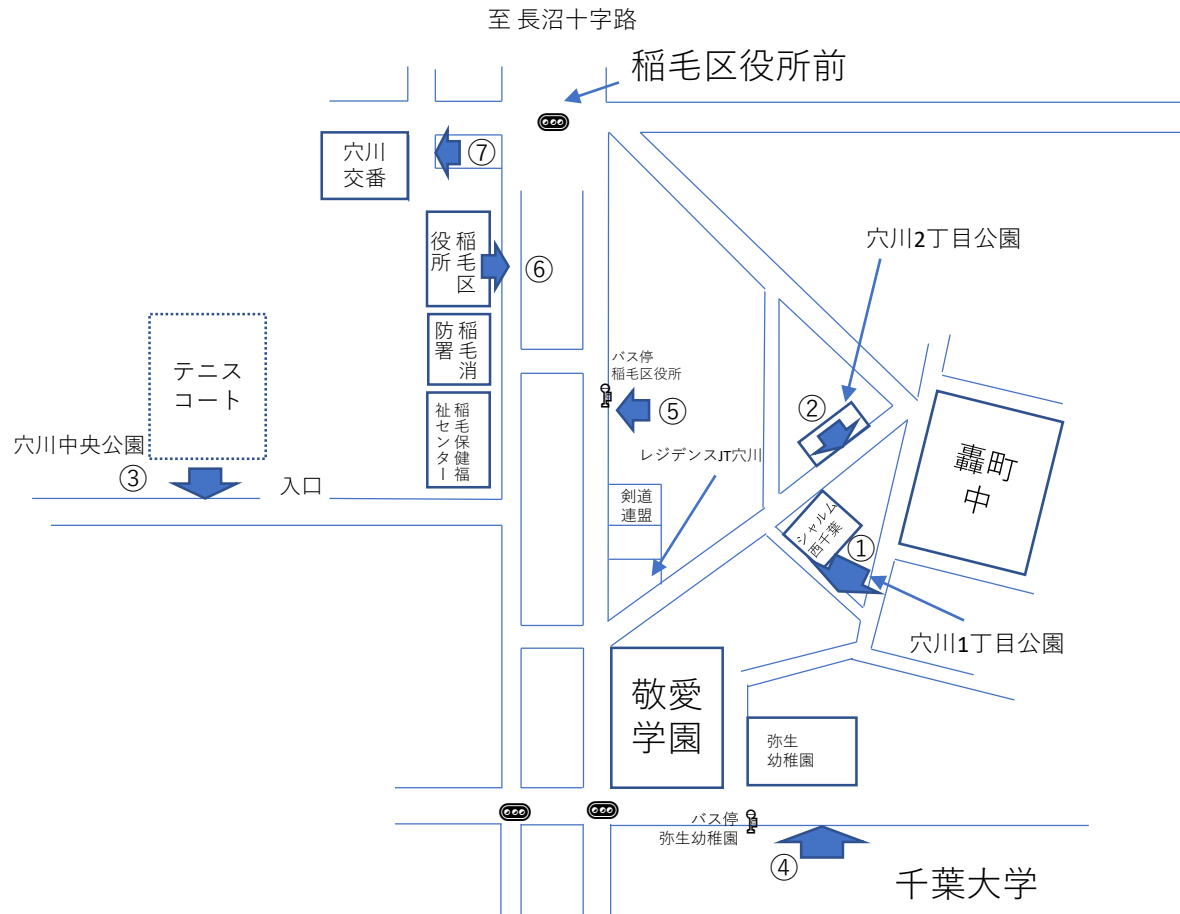 至 長沼十字路
稲毛区役所前
穴川
交番
⑦
稲毛区
役所
⑥
穴川2丁目公園
テニス
コート
稲毛消
防署
バス停
稲毛区役所
⑤
②
稲毛保健福
祉センター
穴川中央公園
③
入口
レジデンスJT穴川
剣道
連盟
轟町
中
シャルム
西千葉
①
穴川1丁目公園
敬愛
学園
弥生
幼稚園
バス停
弥生幼稚園
④
千葉大学